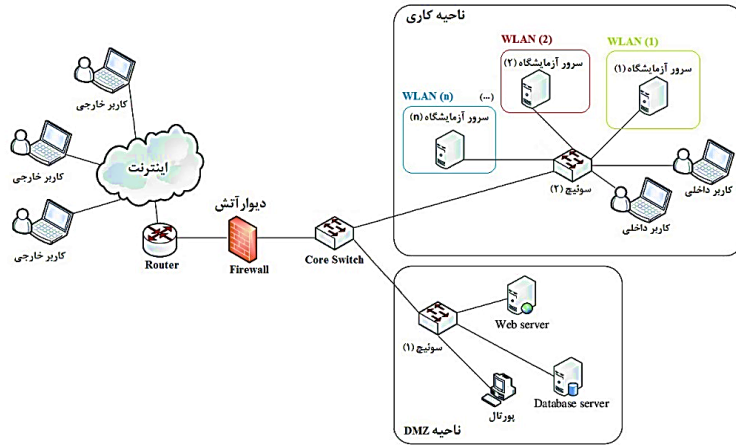 ناحیه کاری
WLAN (1)
سرور آزمایشگاه (۱)
WLAN (2)
سرور آزمایشگاه (۲)
(...)
WLAN (n)
سرور آزمایشگاه (n)
سوئیچ (۲)
کاربر داخلی
کاربر داخلی
کاربر خارجی
کاربر خارجی
کاربر خارجی
اینترنت
Router
دیوارآتش
Firewall
Core Switch
سوئیچ (۱)
Web server
Database server
پورتال
ناحیه DMZ